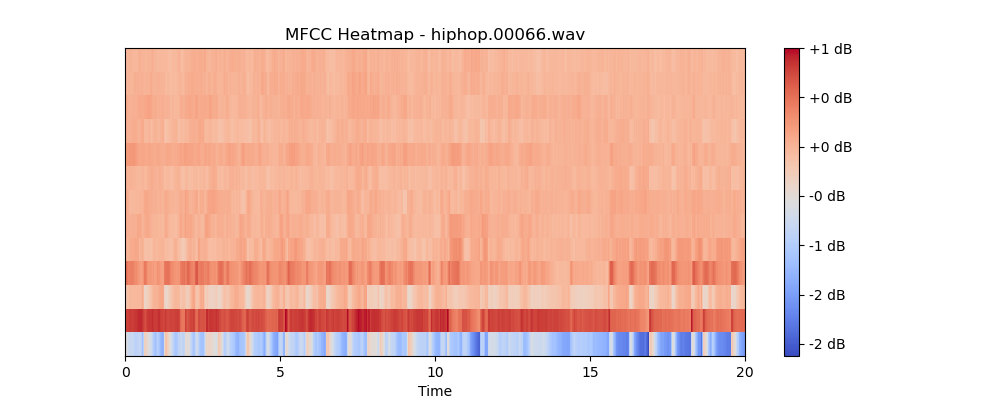 MFCC Heatmap - hiphop.00066.wav
+1 dB
+0 dB
+0 dB
-0 dB
-1 dB
-2 dB
-2 dB
0 5 10 15 20
Time